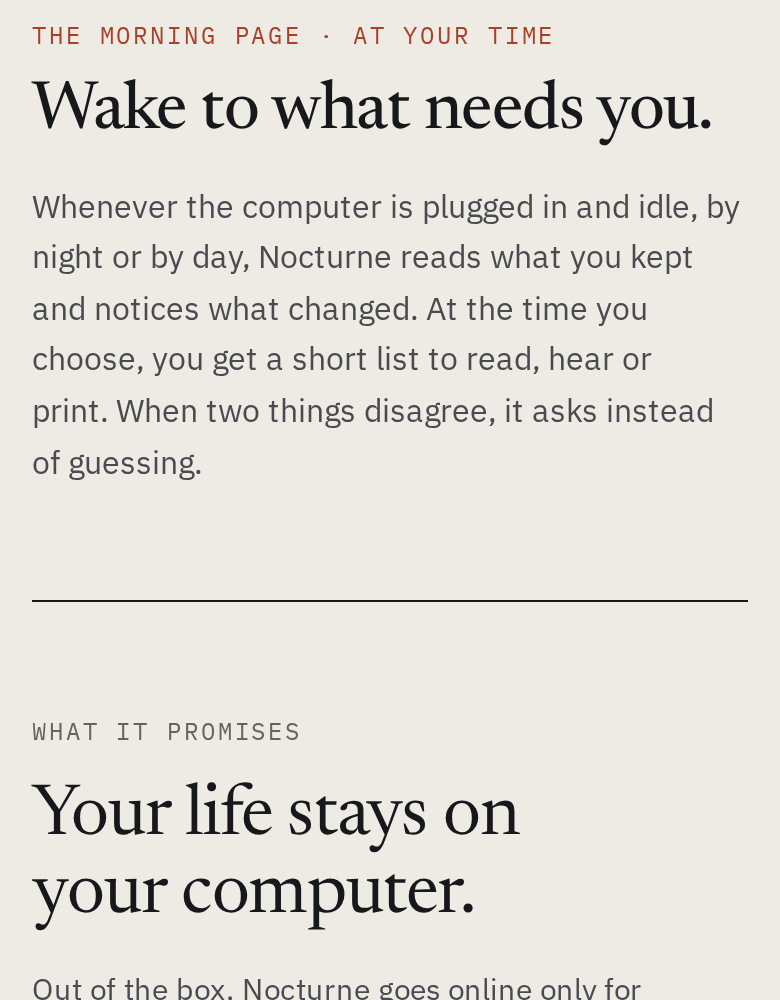 THE MORNING PAGE · AT YOUR TIME
Wake to what needs you.
Whenever the computer is plugged in and idle, by
night or by day, Nocturne reads what you kept
and notices what changed. At the time you
choose, you get a short list to read, hear or
print. When two things disagree, it asks instead
of guessing.
WHAT IT PROMISES
Your life stays on
your computer.
Out of the box, Nocturne goes online only for